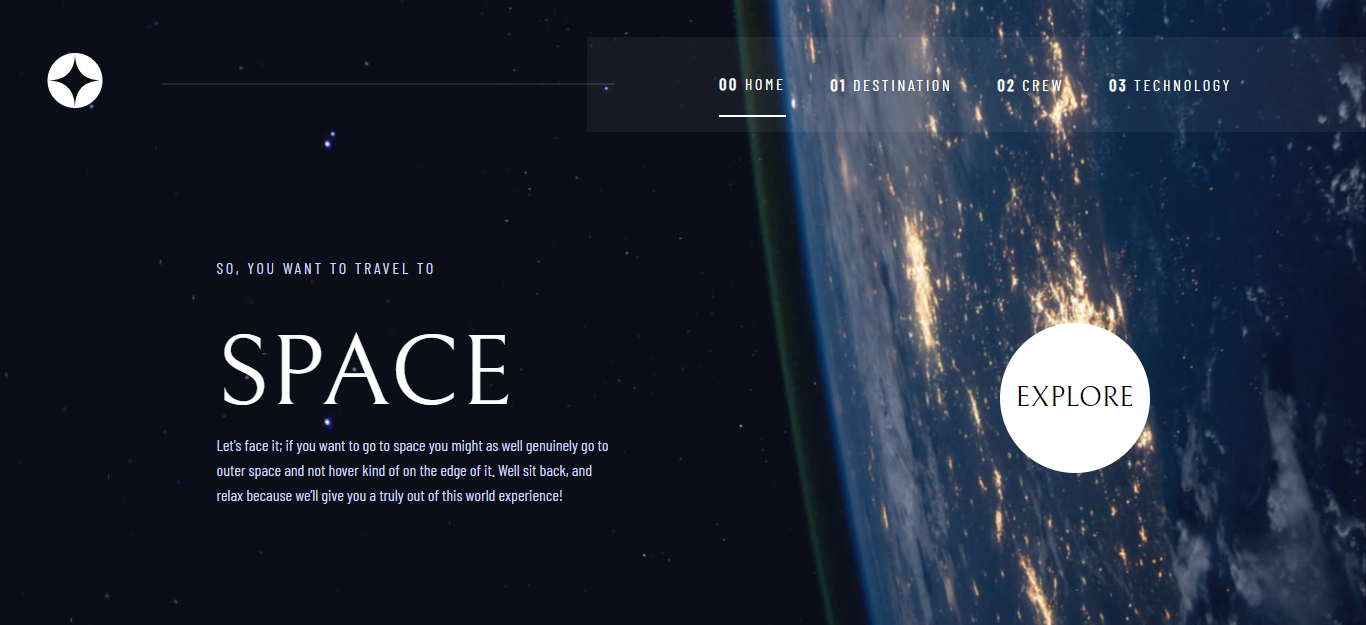 00 HOME 01 DESTINATION 02 CREW 03 TECHNOLOGY
SO, YOU WANT TO TRAVEL TO
SPACE
Let's face it; if you want to go to space you might as well genuinely go to
outer space and not hover kind of on the edge of it. Well sit back, and
relax because we'll give you a truly out of this world experience!
EXPLORE